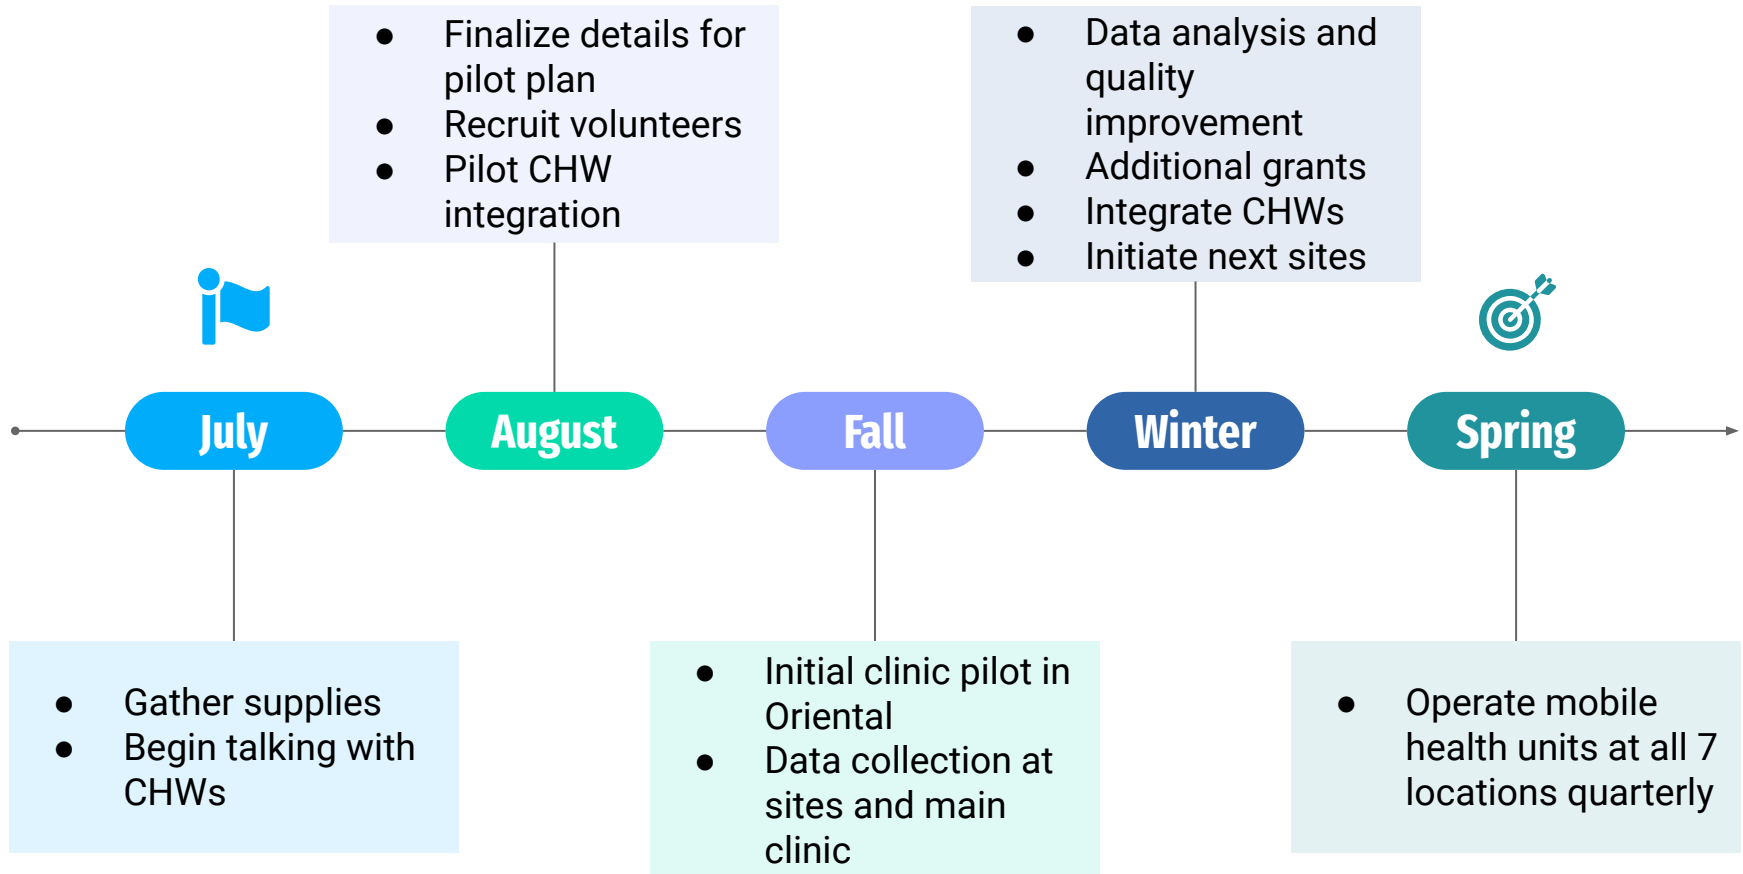 ● Finalize details for
pilot plan
● Recruit volunteers
● Pilot CHW
integration
● Data analysis and
quality
improvement
● Additional grants
● Integrate CHWs
● Initiate next sites
July
August
Fall
Winter
Spring
● Gather supplies
● Begin talking with
CHWs
● Initial clinic pilot in
Oriental
● Data collection at
sites and main
clinic
● Operate mobile
health units at all 7
locations quarterly